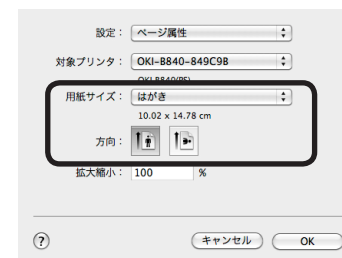 設定： ページ属性
対象プリンタ： OKI-B840-849C9B
OKI B840(PS)
用紙サイズ： はがき
10.02 x 14.78 cm
方向：
拡大縮小： 100 %
? キャンセル OK